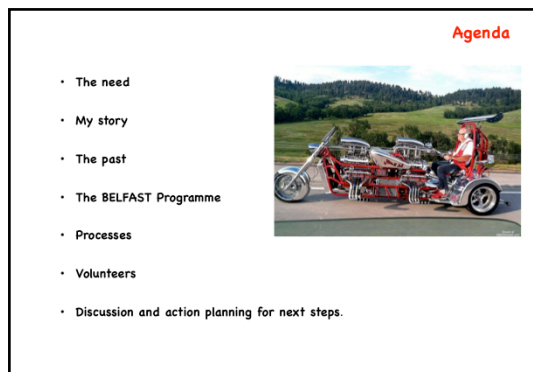 Agenda
• The need
• My story
• The past
• The BELFAST Programme
• Processes
• Volunteers
• Discussion and action planning for next steps.